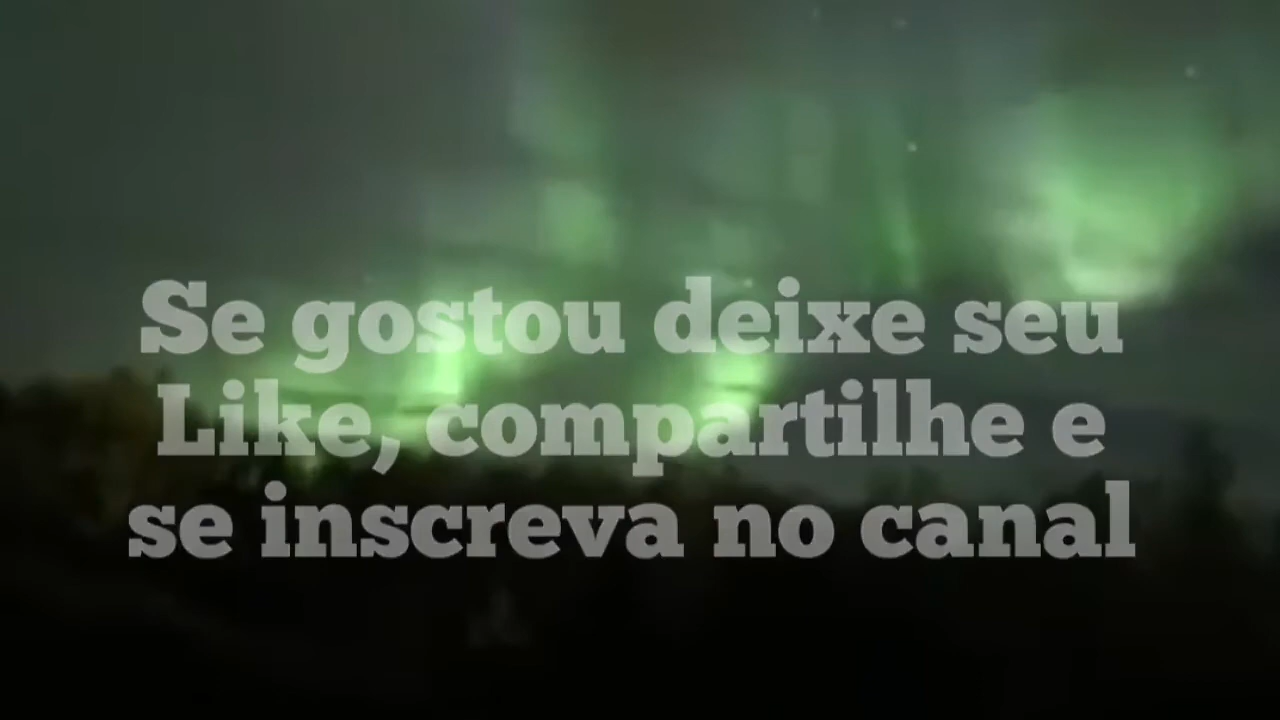 Se gostou deixe seu
Like, compartilhe e
se inscreva no canal